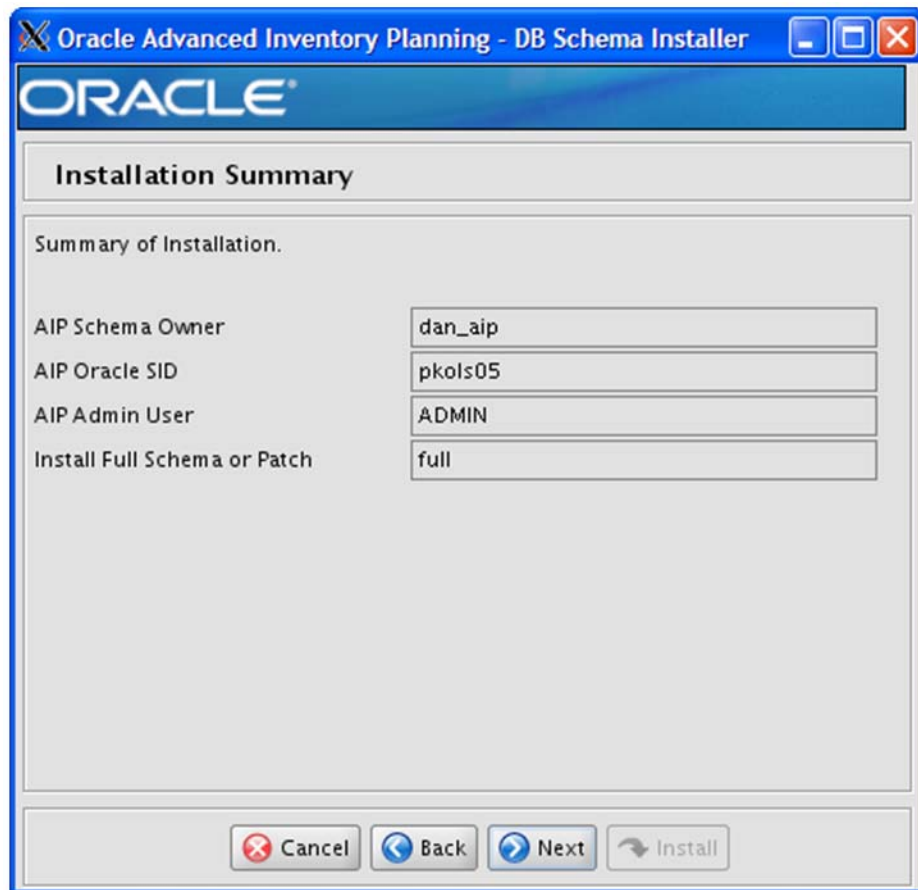 Oracle Advanced Inventory Planning - DB Schema Installer
ORACLE®
Installation Summary
Summary of Installation.
AIP Schema Owner dan_aip
AIP Oracle SID pkols05
AIP Admin User ADMIN
Install Full Schema or Patch full
Cancel Back Next Install